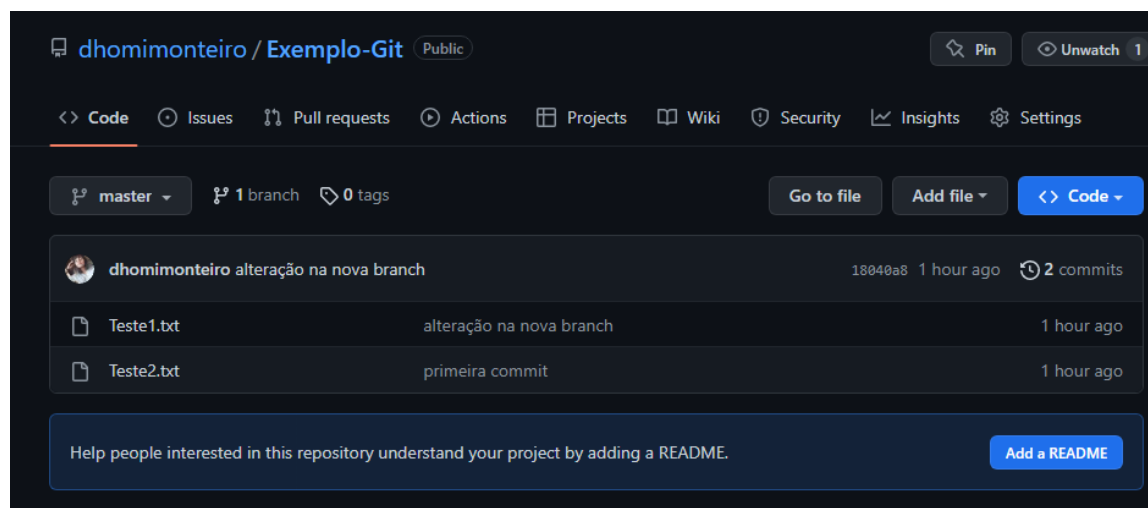 dhomimonteiro / Exemplo-Git Public Pin Unwatch 1
Code Issues Pull requests Actions Projects Wiki Security Insights Settings
master 1 branch 0 tags Go to file Add file Code
dhomimonteiro alteração na nova branch 18040a8 1 hour ago 2 commits
Teste1.txt alteração na nova branch 1 hour ago
Teste2.txt primeira commit 1 hour ago
Help people interested in this repository understand your project by adding a README. Add a README